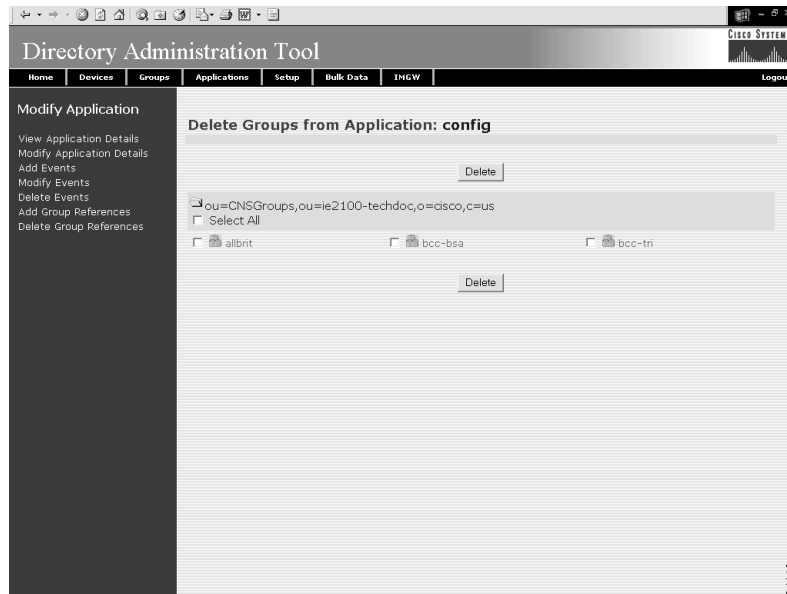 CISCO SYSTEM
Directory Administration Tool
Home Devices Groups Applications Setup Bulk Data IMGW Logou
Modify Application
View Application Details
Modify Application Details
Add Events
Modify Events
Delete Events
Add Group References
Delete Group References
Delete Groups from Application: config
Delete
ou=CNSGroups,ou=ie2100-techdoc,o=cisco,c=us
Select All
allbrit bcc-bsa bcc-tri
Delete